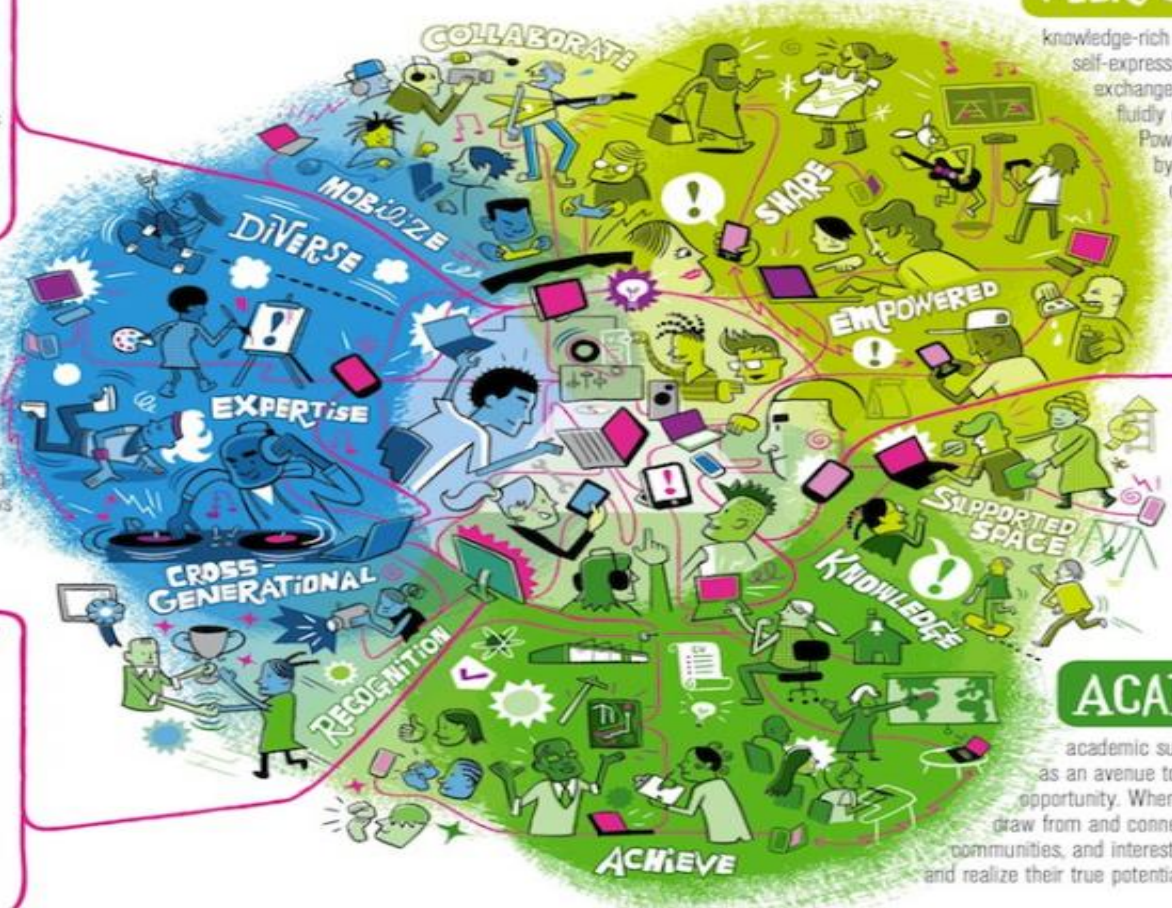 COLLABORATE
knowledge-rich
self-express
exchange
fluidly
Pow
by
MOBILIZE
SHARE
DIVERSE
EMPOWERED
EXPERTISE
SUPPORTED
SPACE
CROSS-
GENERATIONAL
KNOWLEDGE
RECOGNITION
CV
ACA
academic su
as an avenue to
opportunity. When
draw from and conne
communities, and interest
and realize their true potentia
ACHIEVE